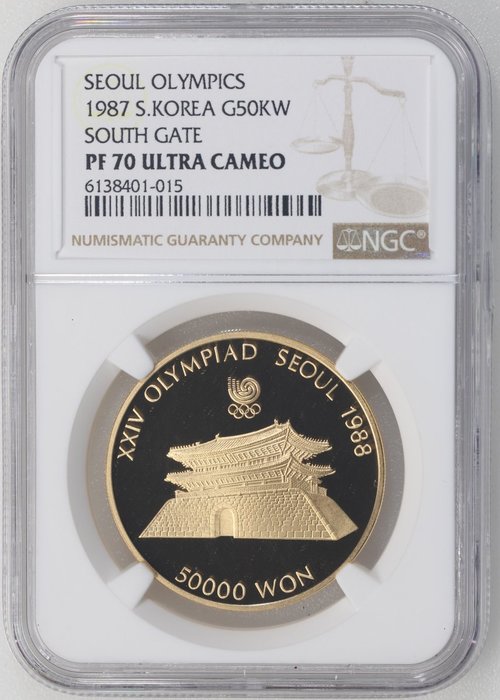 SEOUL OLYMPICS
1987 S.KOREA G50KW
SOUTH GATE
PF 70 ULTRA CAMEO
6138401-015
NUMISMATIC GUARANTY COMPANY
NGC®
XXIV OLYMPIAD SEOUL 1988
50000 WON